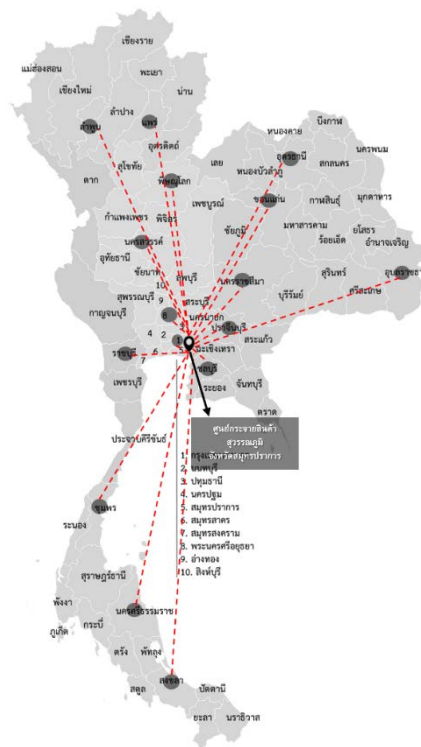 เชียงราย
แม่ฮ่องสอน
พะเยา
เชียงใหม่
น่าน
ลำปาง
ลำพูน
แพร่
อุตรดิตถ์
บึงกาฬ
หนองคาย
เลย
อุดรธานี
นครพนม
สกลนคร
หนองบัวลำภู
สุโขทัย
ตาก
พิษณุโลก
ขอนแก่น
กาฬสินธุ์
มุกดาหาร
เพชรบูรณ์
กำแพงเพชร
พิจิตร
มหาสารคาม
ชัยภูมิ
ร้อยเอ็ด
ยโสธร
อำนาจเจริญ
นครสวรรค์
อุทัยธานี
ชัยนาท
ลพบุรี
นครราชสีมา
สุรินทร์
อุบลราชธานี
บุรีรัมย์
ศรีสะเกษ
10
9
สุพรรณบุรี
สระบุรี
กาญจนบุรี
8
นครนายก
ปราจีนบุรี
4
2
1
ฉะเชิงเทรา
สระแก้ว
ราชบุรี
6
7
ชลบุรี
เพชรบุรี
ระยอง
จันทบุรี
ตราด
ศูนย์กระจายสินค้า
สุวรรณภูมิ
จังหวัดสมุทรปราการ
ประจวบคีรีขันธ์
2. นนทบุรี
3. ปทุมธานี
4. นครปฐม
5. สมุทรปราการ
6. สมุทรสาคร
7. สมุทรสงคราม
8. พระนครศรีอยุธยา
9. อ่างทอง
10. สิงห์บุรี
ชุมพร
ระนอง
สุราษฎร์ธานี
พังงา
นครศรีธรรมราช
กระบี่
ภูเก็ต
ตรัง
พัทลุง
สงขลา
สตูล
ปัตตานี
ยะลา
นราธิวาส